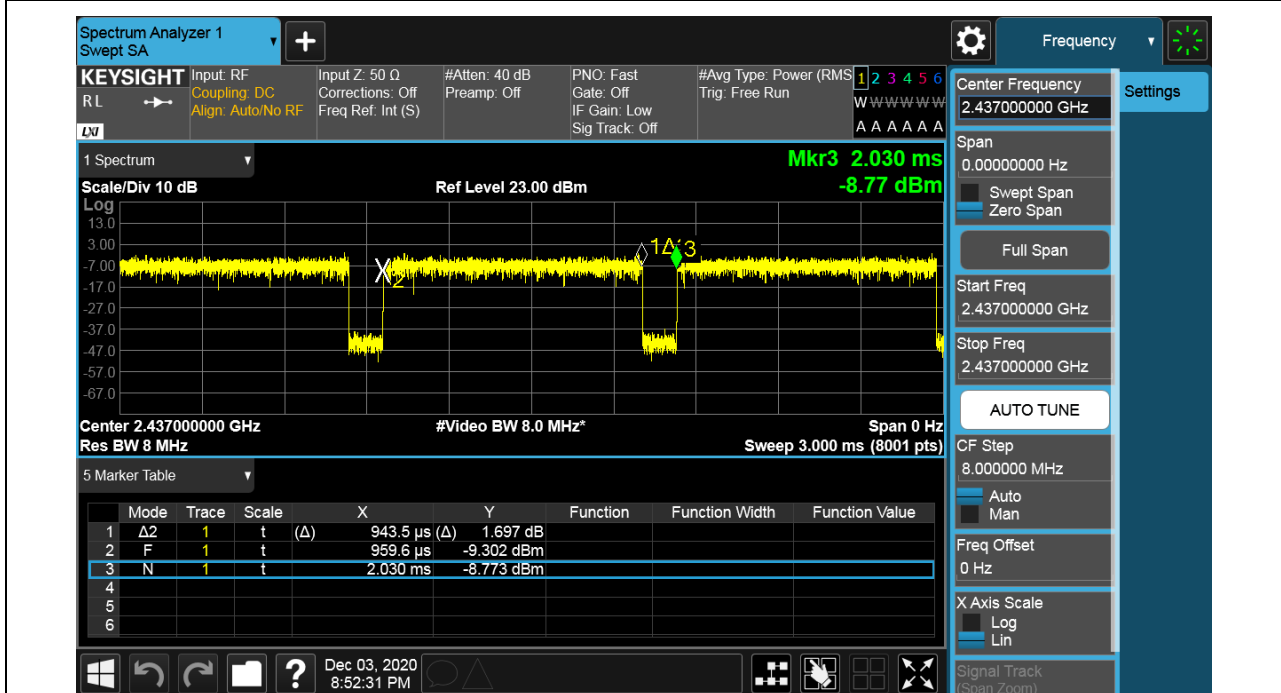 Spectrum Analyzer 1
Swept SA
+
Frequency
KEYSIGHT
RL
LXI
Input: RF
Coupling: DC
Align: Auto/No RF
Input Z: 50 Ω
Corrections: Off
Freq Ref: Int (S)
#Atten: 40 dB
Preamp: Off
PNO: Fast
Gate: Off
IF Gain: Low
Sig Track: Off
#Avg Type: Power (RMS
Trig: Free Run
1 2 3 4 5 6
W W W W W W
A A A A A A
1 Spectrum
Mkr3 2.030 ms
-8.77 dBm
Scale/Div 10 dB
Ref Level 23.00 dBm
Log
13.0
3.00
-7.00
-17.0
-27.0
-37.0
-47.0
-57.0
-67.0
2
1Δ
3
Center 2.437000000 GHz
#Video BW 8.0 MHz*
Span 0 Hz
Res BW 8 MHz
Sweep 3.000 ms (8001 pts)
5 Marker Table
Mode Trace Scale X Y Function Function Width Function Value
1 Δ2 1 t (Δ) 943.5 µs (Δ) 1.697 dB
2 F 1 t 959.6 µs -9.302 dBm
3 N 1 t 2.030 ms -8.773 dBm
4
5
6
?
Dec 03, 2020
8:52:31 PM
Center Frequency
2.437000000 GHz
Settings
Span
0.00000000 Hz
Swept Span
Zero Span
Full Span
Start Freq
2.437000000 GHz
Stop Freq
2.437000000 GHz
AUTO TUNE
CF Step
8.000000 MHz
Auto
Man
Freq Offset
0 Hz
X Axis Scale
Log
Lin
Signal Track
(Span Zoom)